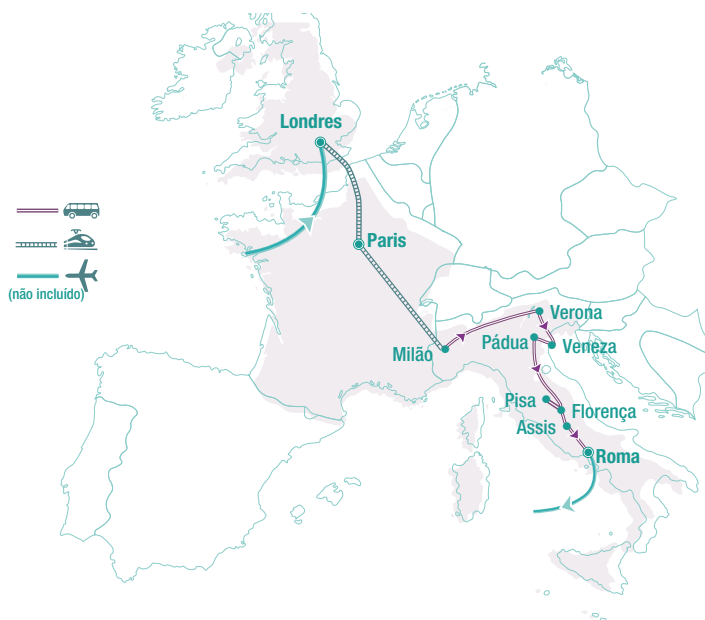 Londres
Paris
(não incluído)
Verona
Pádua
Veneza
Milão
Pisa
Florença
Assis
Roma